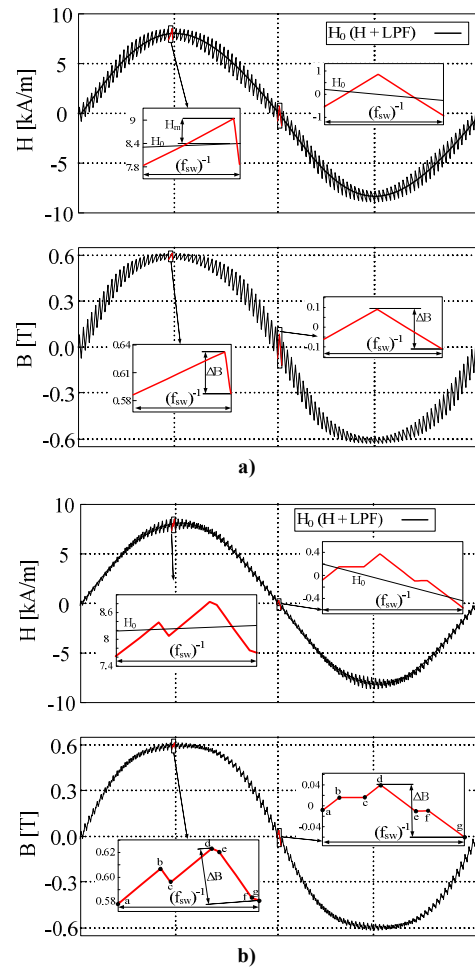 10
5
0
-5
-10
H [kA/m]
H₀ (H + LPF)
9
8.4
7.8
Hₘ
H₀
(f_sw)⁻¹
1
0
-1
H₀
(f_sw)⁻¹
0.6
0.3
0.0
-0.3
-0.6
B [T]
0.64
0.61
0.58
ΔB
(f_sw)⁻¹
0.1
0
-0.1
ΔB
(f_sw)⁻¹
a)
10
5
0
-5
-10
H [kA/m]
H₀ (H + LPF)
8.6
8
7.4
H₀
(f_sw)⁻¹
0.4
0
-0.4
H₀
(f_sw)⁻¹
0.6
0.3
0.0
-0.3
-0.6
B [T]
0.62
0.60
0.58
a
b
c
d
e
f
g
ΔB
(f_sw)⁻¹
0.04
0
-0.04
a
b
c
d
e
f
g
ΔB
(f_sw)⁻¹
b)